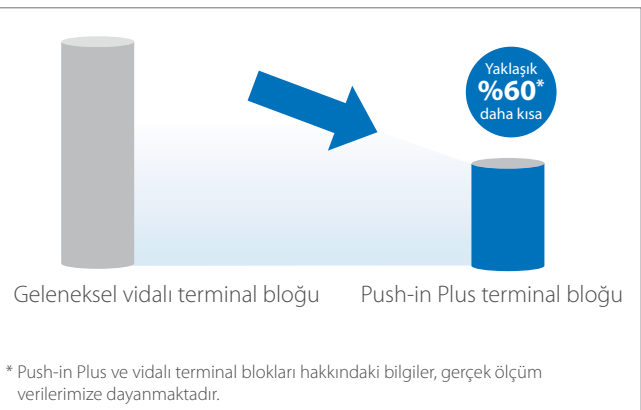 Yaklaşık
%60*
daha kısa
Geleneksel vidalı terminal bloğu
Push-in Plus terminal bloğu
* Push-in Plus ve vidalı terminal blokları hakkındaki bilgiler, gerçek ölçüm
verilerimize dayanmaktadır.